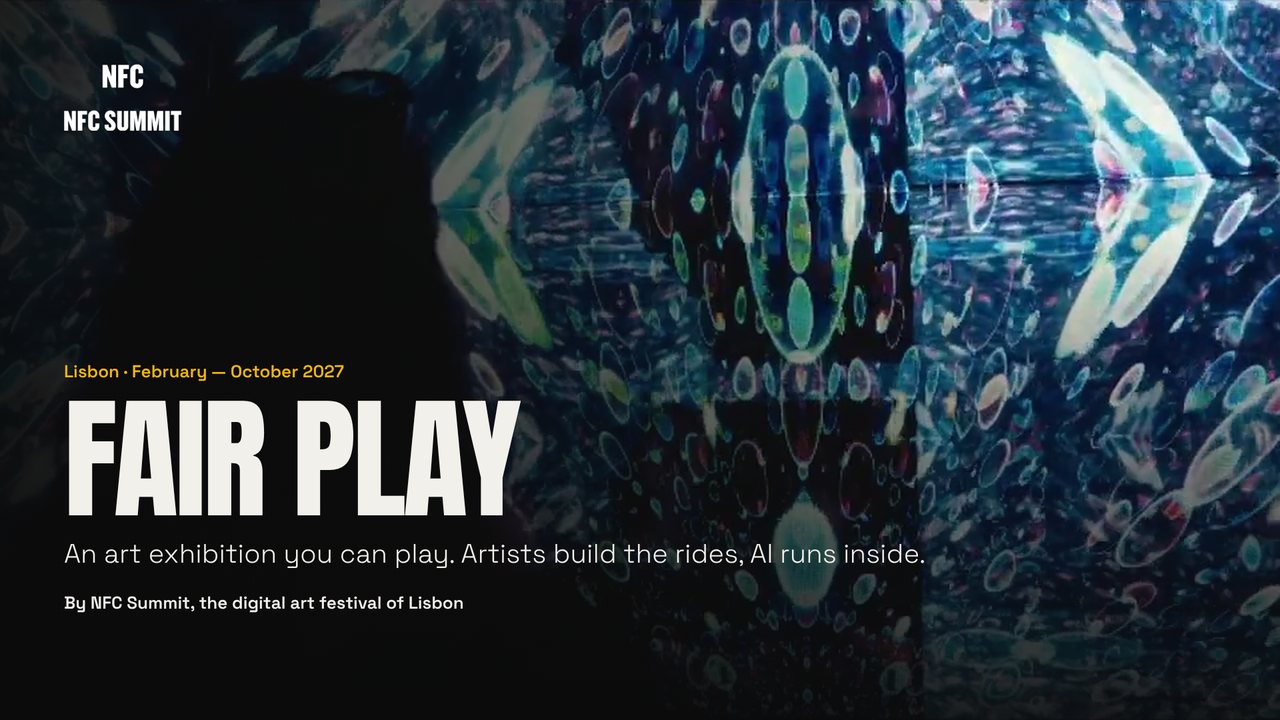 NFC
NFC SUMMIT
Lisbon · February — October 2027
FAIR PLAY
An art exhibition you can play. Artists build the rides, AI runs inside.
By NFC Summit, the digital art festival of Lisbon